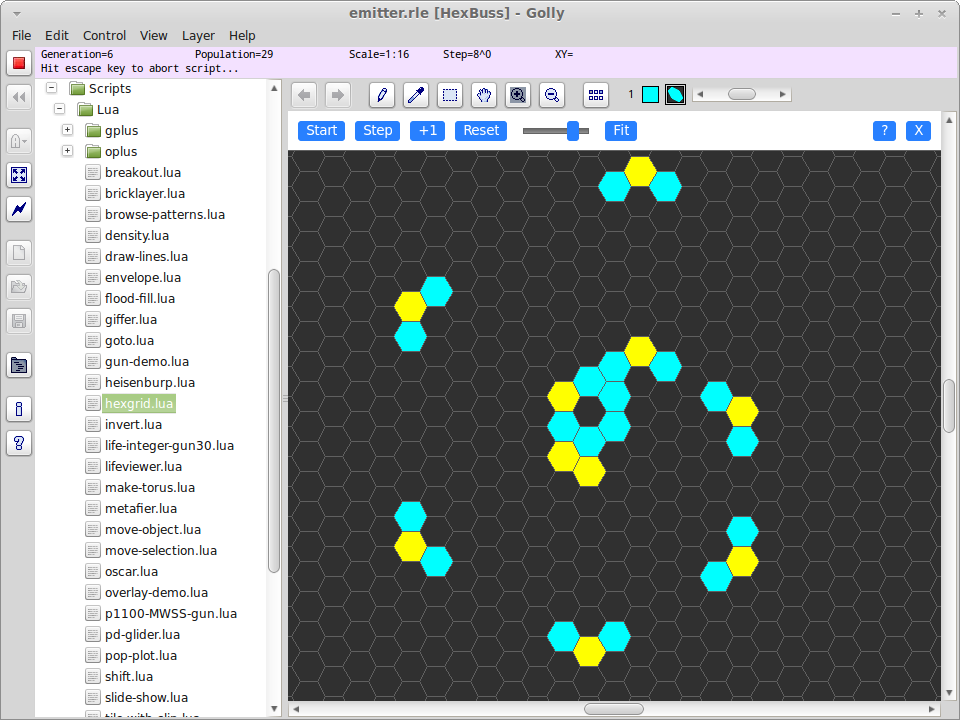 emitter.rle [HexBuss] - Golly
File Edit Control View Layer Help
Generation=6 Population=29 Scale=1:16 Step=8^0 XY=
Hit escape key to abort script...
Scripts
Lua
gplus
oplus
breakout.lua
bricklayer.lua
browse-patterns.lua
density.lua
draw-lines.lua
envelope.lua
flood-fill.lua
giffer.lua
goto.lua
gun-demo.lua
heisenburp.lua
hexgrid.lua
invert.lua
life-integer-gun30.lua
lifeviewer.lua
make-torus.lua
metafier.lua
move-object.lua
move-selection.lua
oscar.lua
overlay-demo.lua
p1100-MWSS-gun.lua
pd-glider.lua
pop-plot.lua
shift.lua
slide-show.lua
1
Start Step +1 Reset Fit ? X